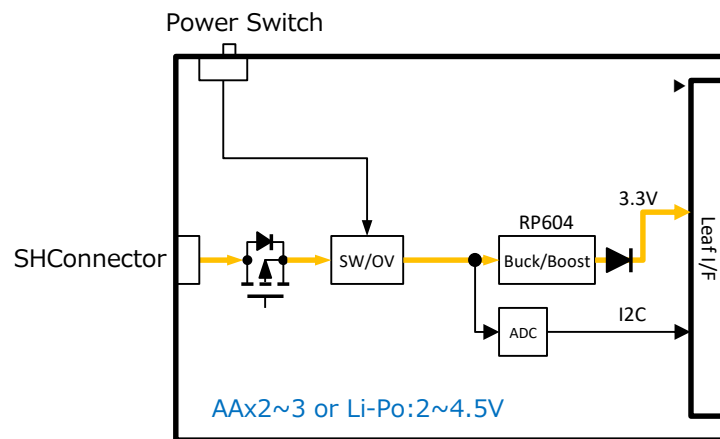 Power Switch
3.3V
RP604
SHConnector
SW/OV
Buck/Boost
Leaf I/F
I2C
ADC
AAx2~3 or Li-Po:2~4.5V